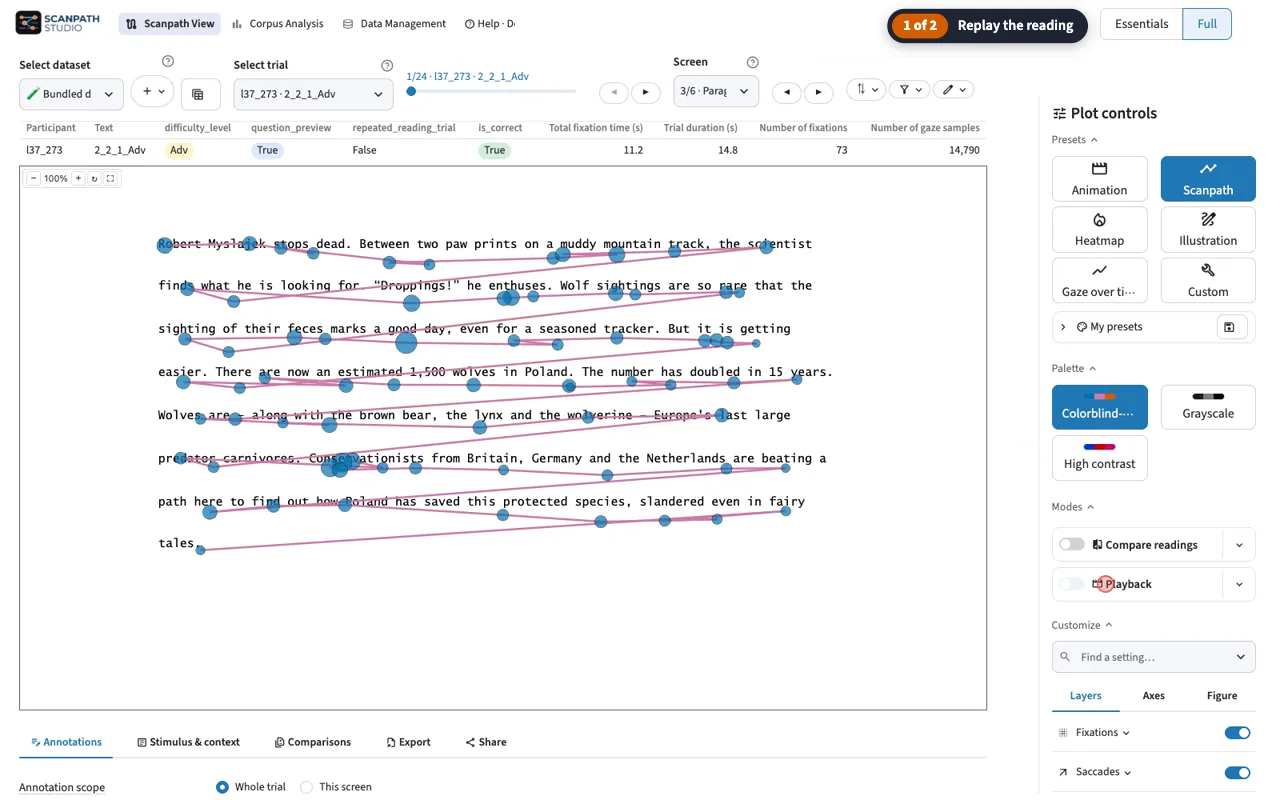 SCANPATH
STUDIO
Scanpath View
Corpus Analysis
Data Management
Help · D
1 of 2 Replay the reading
Essentials
Full
Select dataset
Bundled d
Select trial
l37_273 · 2_2_1_Adv
1/24 · l37_273 · 2_2_1_Adv
Screen
3/6 · Parag
Participant Text difficulty_level question_preview repeated_reading_trial is_correct Total fixation time (s) Trial duration (s) Number of fixations Number of gaze samples
l37_273 2_2_1_Adv Adv True False True 11.2 14.8 73 14,790
− 100% +
Robert Myslajek stops dead. Between two paw prints on a muddy mountain track, the scientist
finds what he is looking for. "Droppings!" he enthuses. Wolf sightings are so rare that the
sighting of their feces marks a good day, even for a seasoned tracker. But it is getting
easier. There are now an estimated 1,500 wolves in Poland. The number has doubled in 15 years.
Wolves are – along with the brown bear, the lynx and the wolverine – Europe's last large
predator carnivores. Conservationists from Britain, Germany and the Netherlands are beating a
path here to find out how Poland has saved this protected species, slandered even in fairy
tales.
Plot controls
Presets
Animation
Scanpath
Heatmap
Illustration
Gaze over ti···
Custom
My presets
Palette
Colorblind-···
Grayscale
High contrast
Modes
Compare readings
Playback
Customize
Find a setting...
Layers Axes Figure
Fixations
Saccades
Annotations
Stimulus & context
Comparisons
Export
Share
Annotation scope
Whole trial
This screen